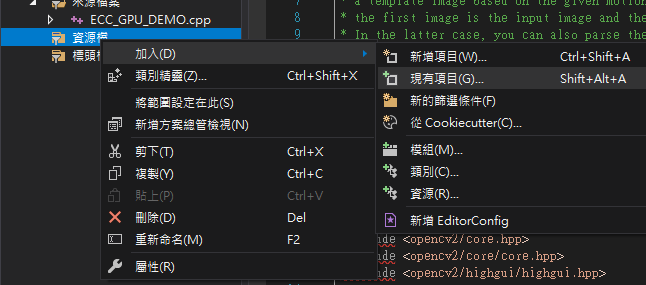 來源檔案
ECC_GPU_DEMO.cpp
資源檔
標頭檔
7
8
9
* a template image based on the given motion
* the first is the input image and the
* In the latter case, you can also parse the
加入(D)
類別精靈(Z)... Ctrl+Shift+X
將範圍設定在此(S)
新增方案總管檢視(N)
剪下(T) Ctrl+X
複製(Y) Ctrl+C
貼上(P) Ctrl+V
刪除(D) Del
重新命名(M) F2
屬性(R)
新增項目(W)... Ctrl+Shift+A
現有項目(G)... Shift+Alt+A
新的篩選條件(F)
從 Cookiecutter(C)...
模組(M)...
類別(C)...
資源(R)...
新增 EditorConfig
<opencv2/core.hpp>
<opencv2/core/core.hpp>
<opencv2/highgui/highgui.hpp>